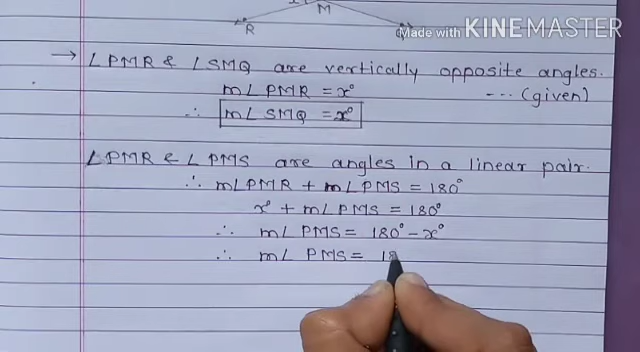 x M
R Q
Made with KINEMASTER
→ ∠PMR & ∠SMQ are vertically opposite angles.
m∠PMR = x° --- (given)
∴ m∠SMQ = x°
∠PMR & ∠PMS are angles in a linear pair.
∴ m∠PMR + m∠PMS = 180°
x° + m∠PMS = 180°
∴ m∠PMS = 180° - x°
∴ m∠PMS = 18